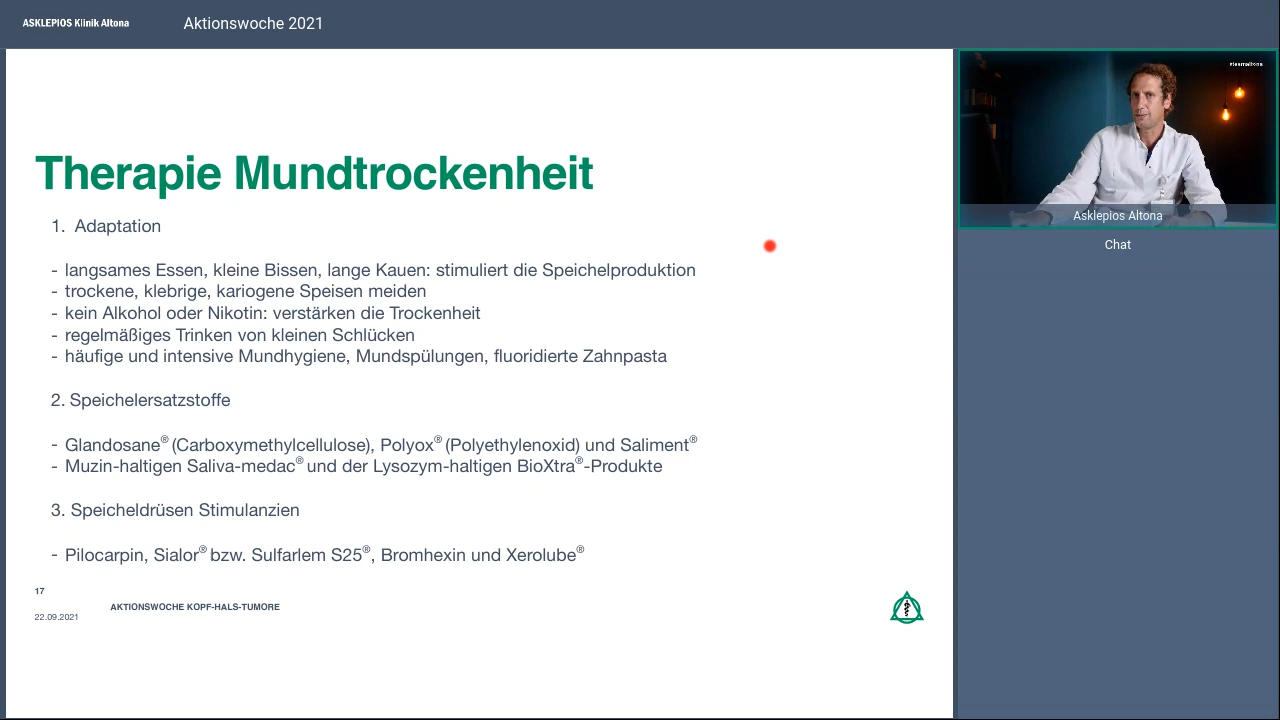 ASKLEPIOS Klinik Altona
Aktionswoche 2021
#teamaltona
Asklepios Altona
Chat
Therapie Mundtrockenheit
1. Adaptation
- langsames Essen, kleine Bissen, lange Kauen: stimuliert die Speichelproduktion
- trockene, klebrige, kariogene Speisen meiden
- kein Alkohol oder Nikotin: verstärken die Trockenheit
- regelmäßiges Trinken von kleinen Schlücken
- häufige und intensive Mundhygiene, Mundspülungen, fluoridierte Zahnpasta
2. Speichelersatzstoffe
- Glandosane® (Carboxymethylcellulose), Polyox® (Polyethylenoxid) und Saliment®
- Muzin-haltigen Saliva-medac® und der Lysozym-haltigen BioXtra®-Produkte
3. Speicheldrüsen Stimulanzien
- Pilocarpin, Sialor® bzw. Sulfarlem S25®, Bromhexin und Xerolube®
17
AKTIONSWOCHE KOPF-HALS-TUMORE
22.09.2021